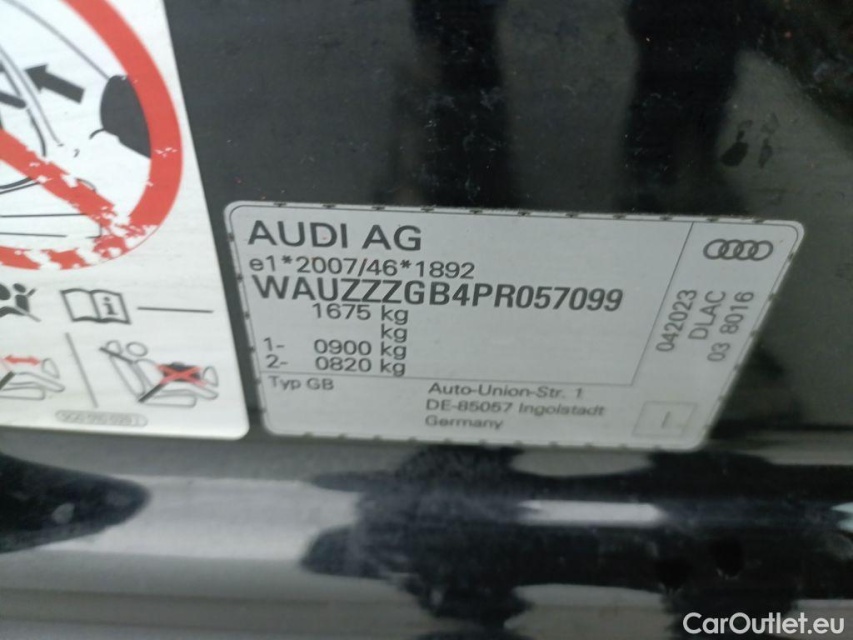 AUDI AG
e1*2007/46*1892
WAUZZZGB4PR057099
1675 kg
kg
1- 0900 kg
2- 0820 kg
Typ GB
Auto-Union-Str. 1
DE-85057 Ingolstadt
Germany
042023
DLAC
03 8016
CarOutlet.eu